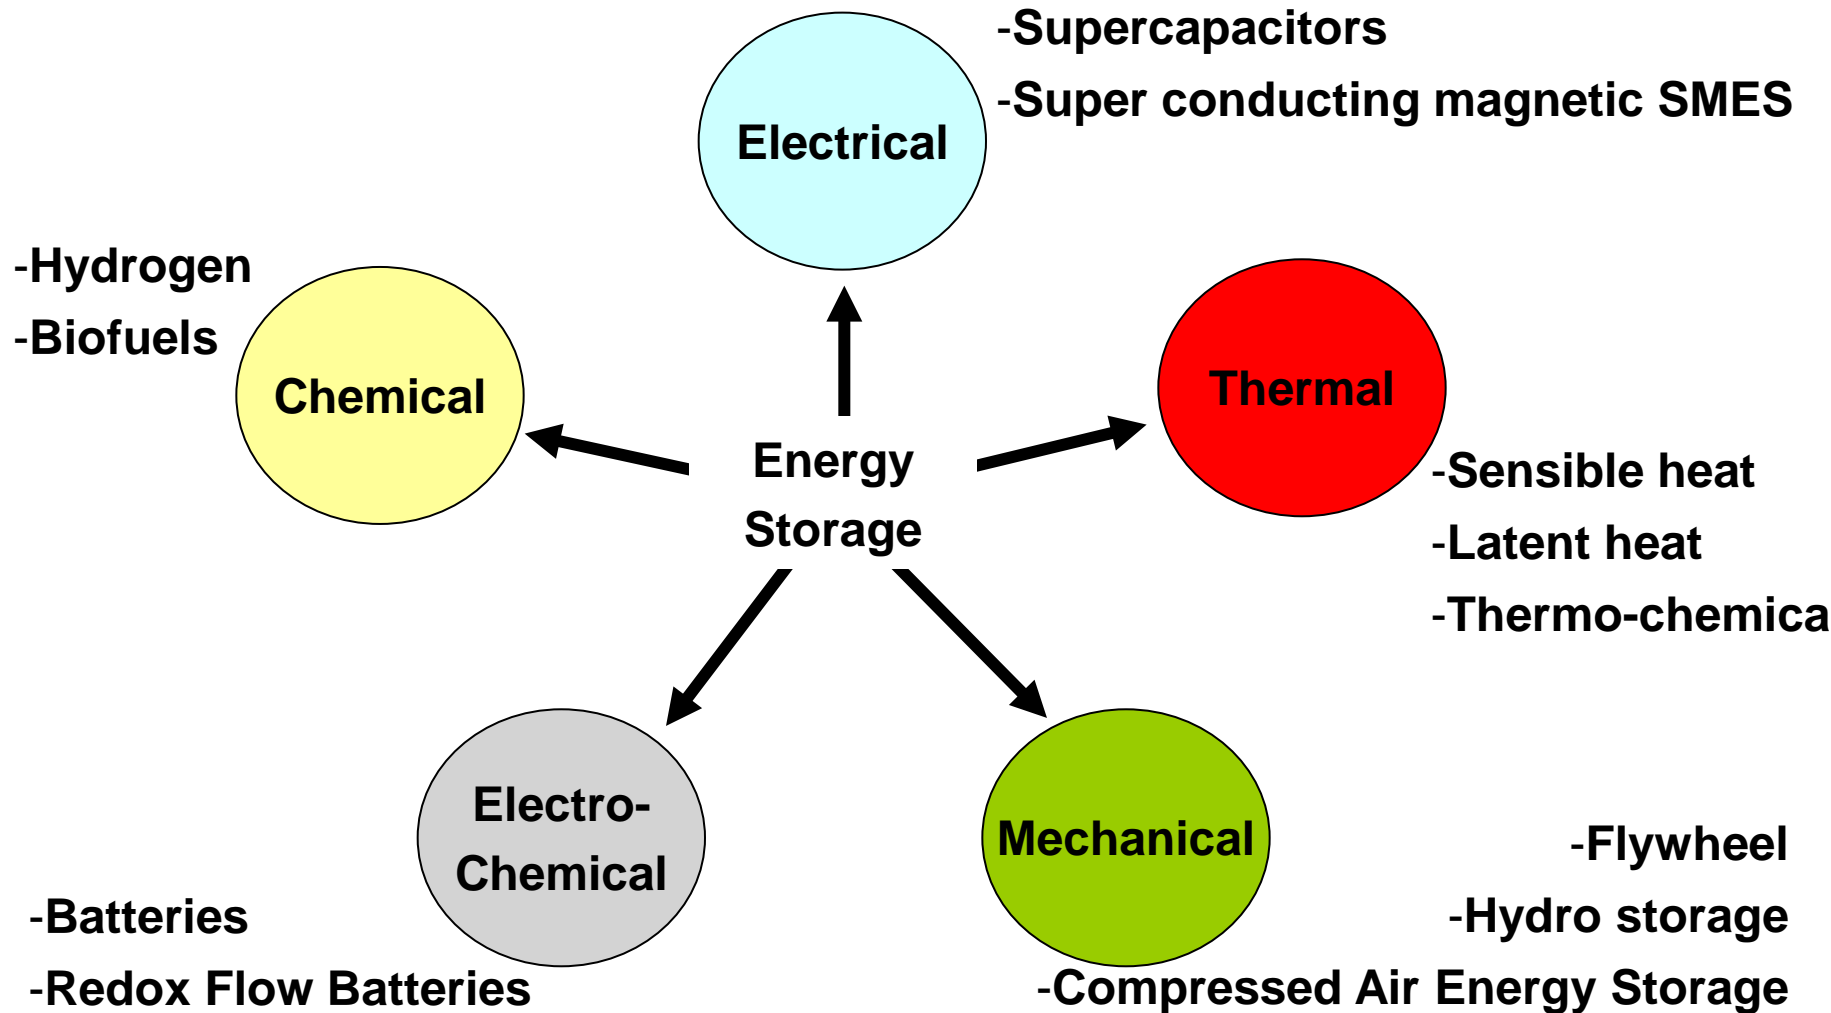 -Supercapacitors
-Super conducting magnetic SMES
Electrical
-Hydrogen
-Biofuels
Chemical
Thermal
Energy
Storage
-Sensible heat
-Latent heat
-Thermo-chemica
Electro-
Chemical
Mechanical
-Batteries
-Redox Flow Batteries
-Flywheel
-Hydro storage
-Compressed Air Energy Storage